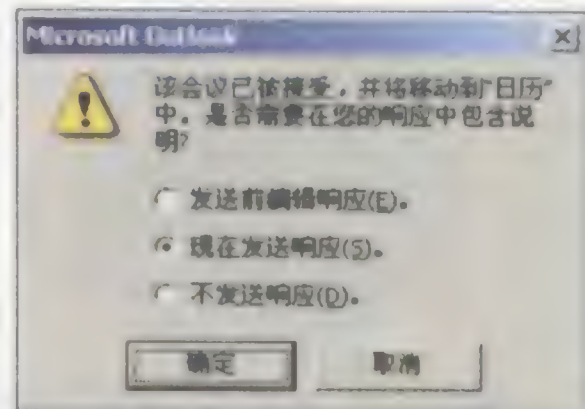 Microsoft Outlook
该会议已被接受，并将移动到“日历”
中。是否需要在您的响应中包含说
明?
发送前编辑响应(E)。
现在发送响应(S)。
不发送响应(D)。
确定
取消